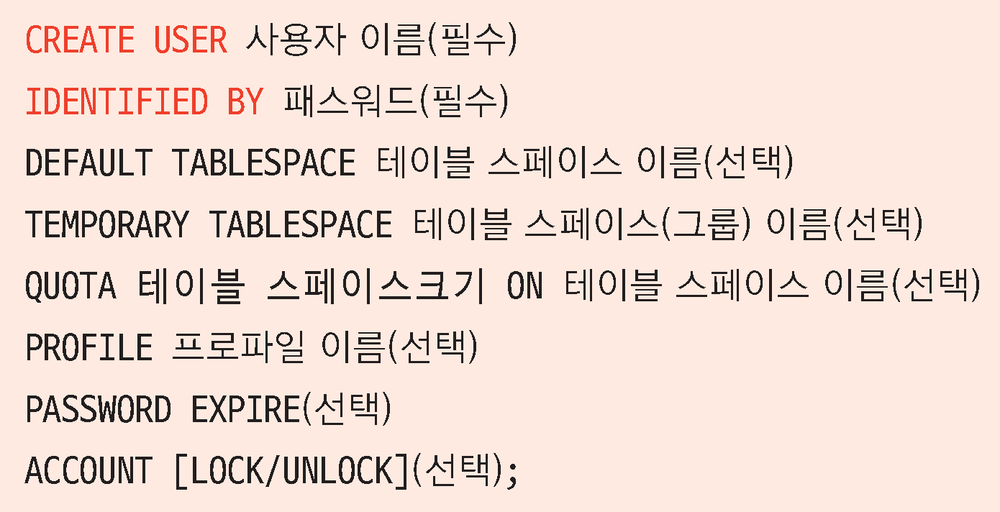 CREATE USER 사용자 이름(필수)
IDENTIFIED BY 패스워드(필수)
DEFAULT TABLESPACE 테이블 스페이스 이름(선택)
TEMPORARY TABLESPACE 테이블 스페이스(그룹) 이름(선택)
QUOTA 테이블 스페이스크기 ON 테이블 스페이스 이름(선택)
PROFILE 프로파일 이름(선택)
PASSWORD EXPIRE(선택)
ACCOUNT [LOCK/UNLOCK](선택);